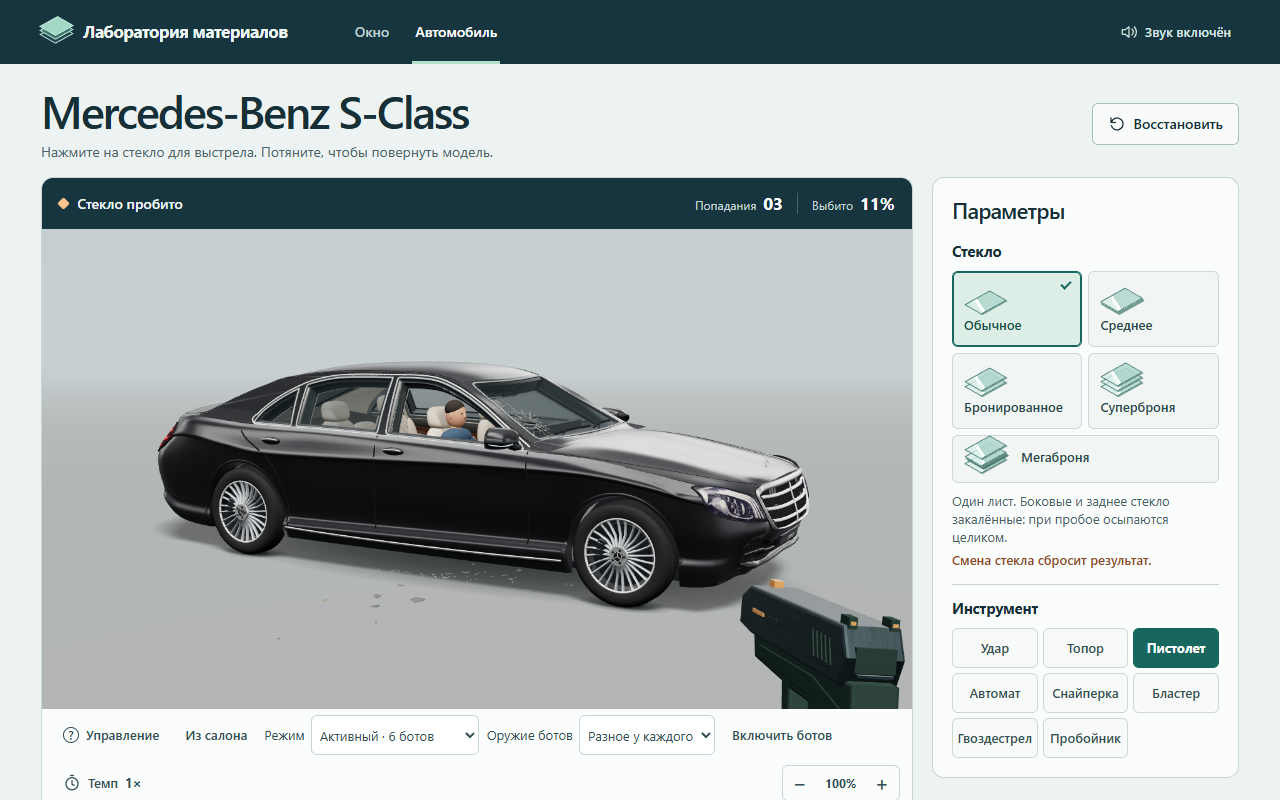 Лаборатория материалов
Окно
Автомобиль
Звук включён
Mercedes-Benz S-Class
Нажмите на стекло для выстрела. Потяните, чтобы повернуть модель.
Восстановить
Стекло пробито
Попадания 03
Выбито 11%
Управление
Из салона
Режим
Активный · 6 ботов
Оружие ботов
Разное у каждого
Включить ботов
Темп 1×
− 100% +
Параметры
Стекло
Обычное
Среднее
Бронированное
Суперброня
Мегаброня
Один лист. Боковые и заднее стекло
закалённые: при пробое осыпаются
целиком.
Смена стекла сбросит результат.
Инструмент
Удар
Топор
Пистолет
Автомат
Снайперка
Бластер
Гвоздестрел
Пробойник